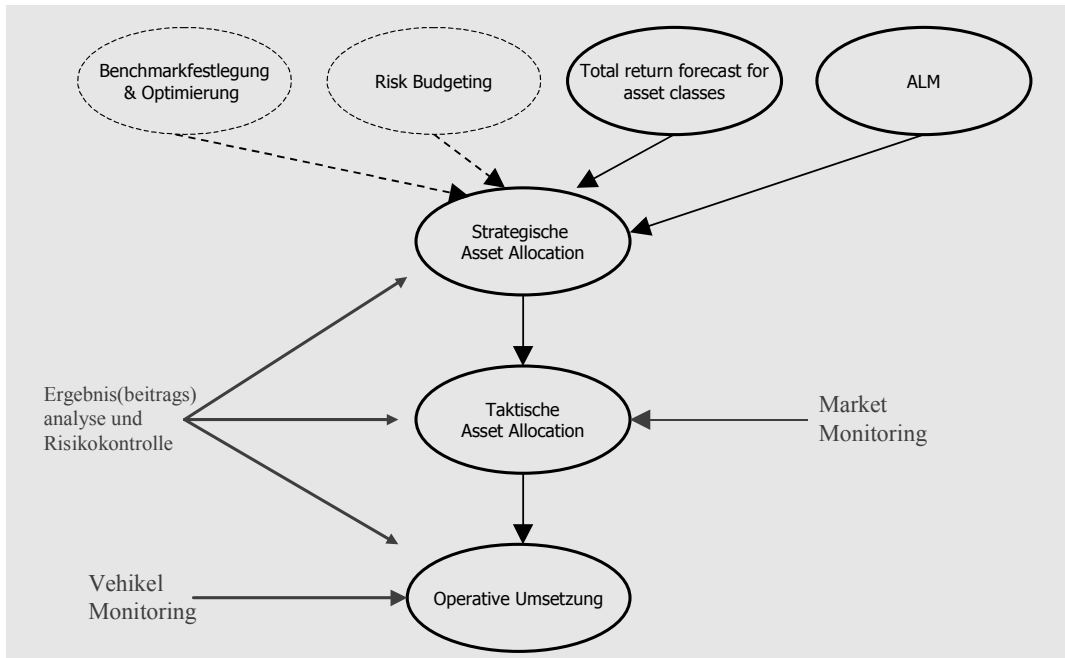 Benchmarkfestlegung
& Optimierung
Risk Budgeting
Total return forecast for
asset classes
ALM
Strategische
Asset Allocation
Ergebnis(beitrags)
analyse und
Risikokontrolle
Taktische
Asset Allocation
Market
Monitoring
Vehikel
Monitoring
Operative Umsetzung